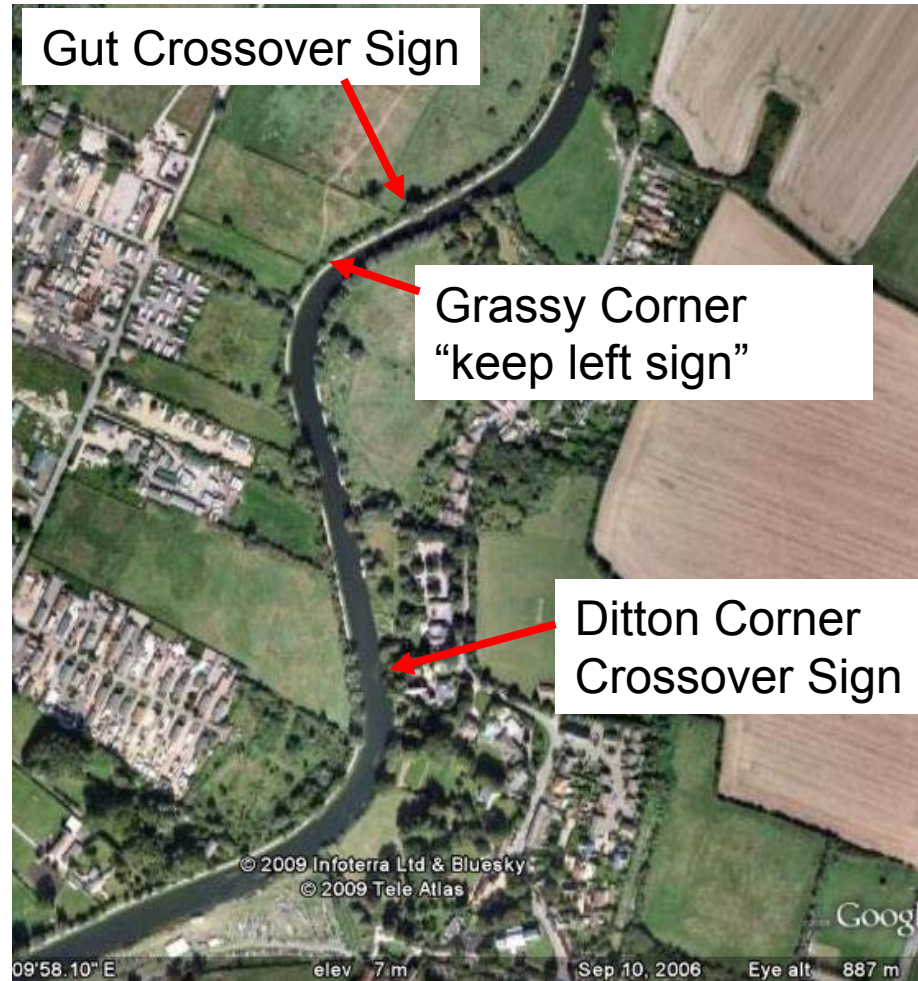 Gut Crossover Sign
Grassy Corner
“keep left sign”
Ditton Corner
Crossover Sign
© 2009 Infoterra Ltd & Bluesky
© 2009 Tele Atlas
Goog
09'58.10" E elev 7 m Sep 10, 2006 Eye alt 887 m